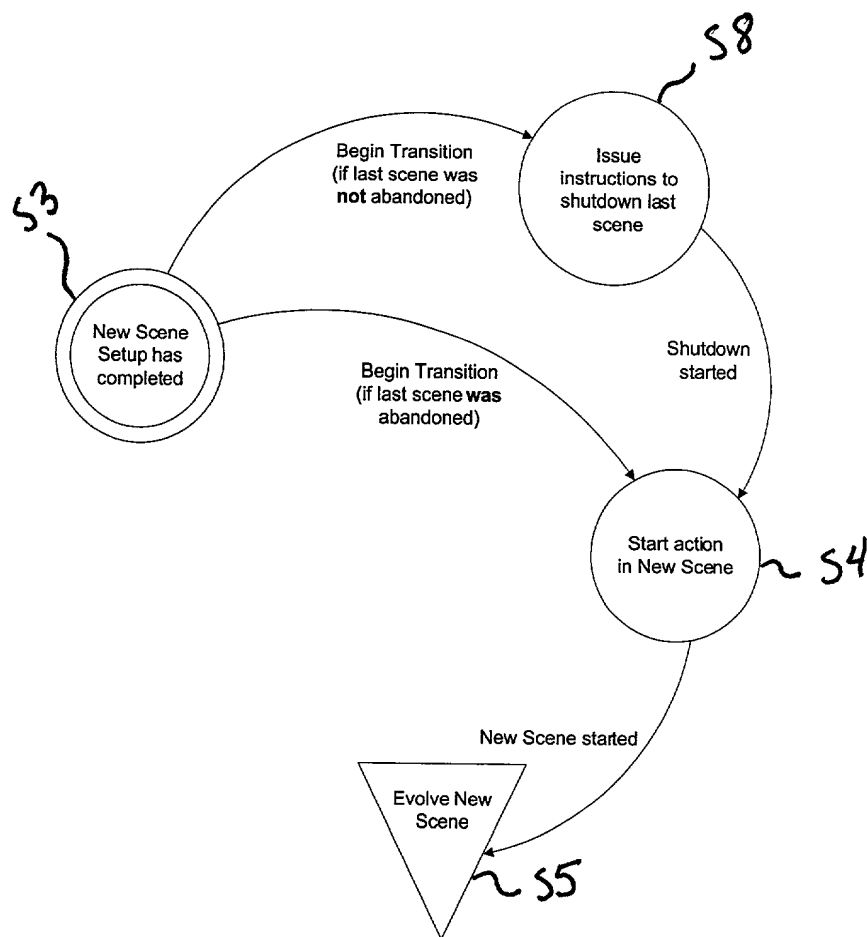 S8
Begin Transition
(if last scene was
not abandoned)
Issue
instructions to
shutdown last
scene
S3
New Scene
Setup has
completed
Shutdown
started
Begin Transition
(if last scene was
abandoned)
Start action
in New Scene
S4
New Scene started
Evolve New
Scene
S5